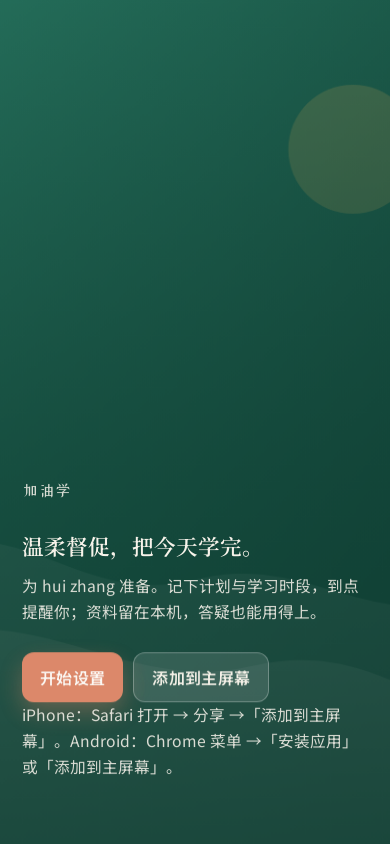 加油学
温柔督促，把今天学完。
为 hui zhang 准备。记下计划与学习时段，到点
提醒你；资料留在本机，答疑也能用得上。
开始设置
添加到主屏幕
iPhone：Safari 打开 → 分享 →「添加到主屏
幕」。Android：Chrome 菜单 →「安装应用」
或「添加到主屏幕」。